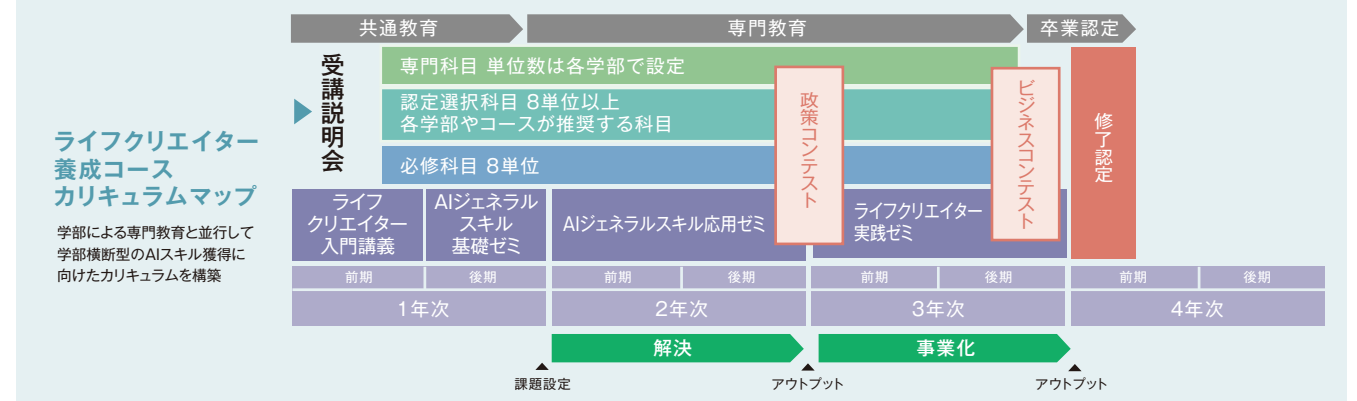 ライフクリエイター
養成コース
カリキュラムマップ
学部による専門教育と並行して
学部横断型のAIスキル獲得に
向けたカリキュラムを構築
共通教育
専門教育
卒業認定
受講説明会
専門科目 単位数は各学部で設定
認定選択科目 8単位以上
各学部やコースが推奨する科目
必修科目 8単位
政策コンテスト
ビジネスコンテスト
修了認定
ライフ
クリエイター
入門講義
AIジェネラル
スキル
基礎ゼミ
AIジェネラルスキル応用ゼミ
ライフクリエイター
実践ゼミ
前期
後期
前期
後期
前期
後期
前期
後期
1年次
2年次
3年次
4年次
解決
事業化
課題設定
アウトプット
アウトプット